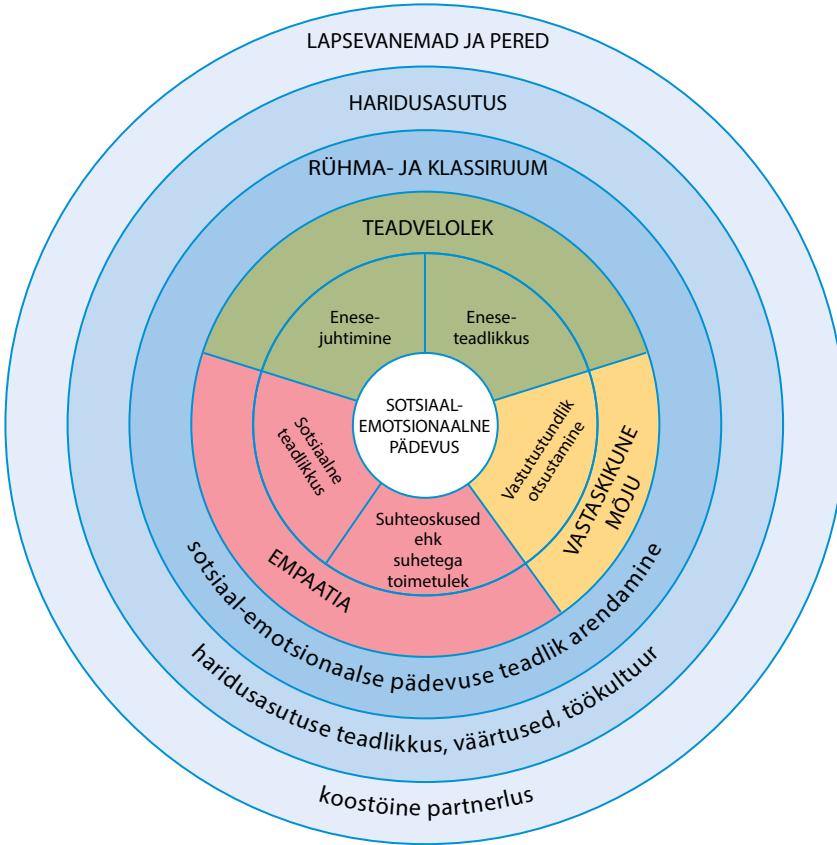 LAPSEVANEMAD JA PERED
HARIDUSASUTUS
RÜHMA- JA KLASSIRUUM
TEADVELOLEK
Enese-
juhtimine
Enese-
teadlikkus
SOTSIAAL-
EMOTSIONAALNE
PÄDEVUS
Sotsiaalne
teadlikkus
Vastutustundlik
otsustamine
Suhteoskused
ehk
suhetega
toimetulek
EMPAATIA
VASTASKIKUNE
MÕJU
sotsiaal-emotsionaalse pädevuse teadlik arendamine
haridusasutuse teadlikkus, väärtused, töökultuur
koostöine partnerlus